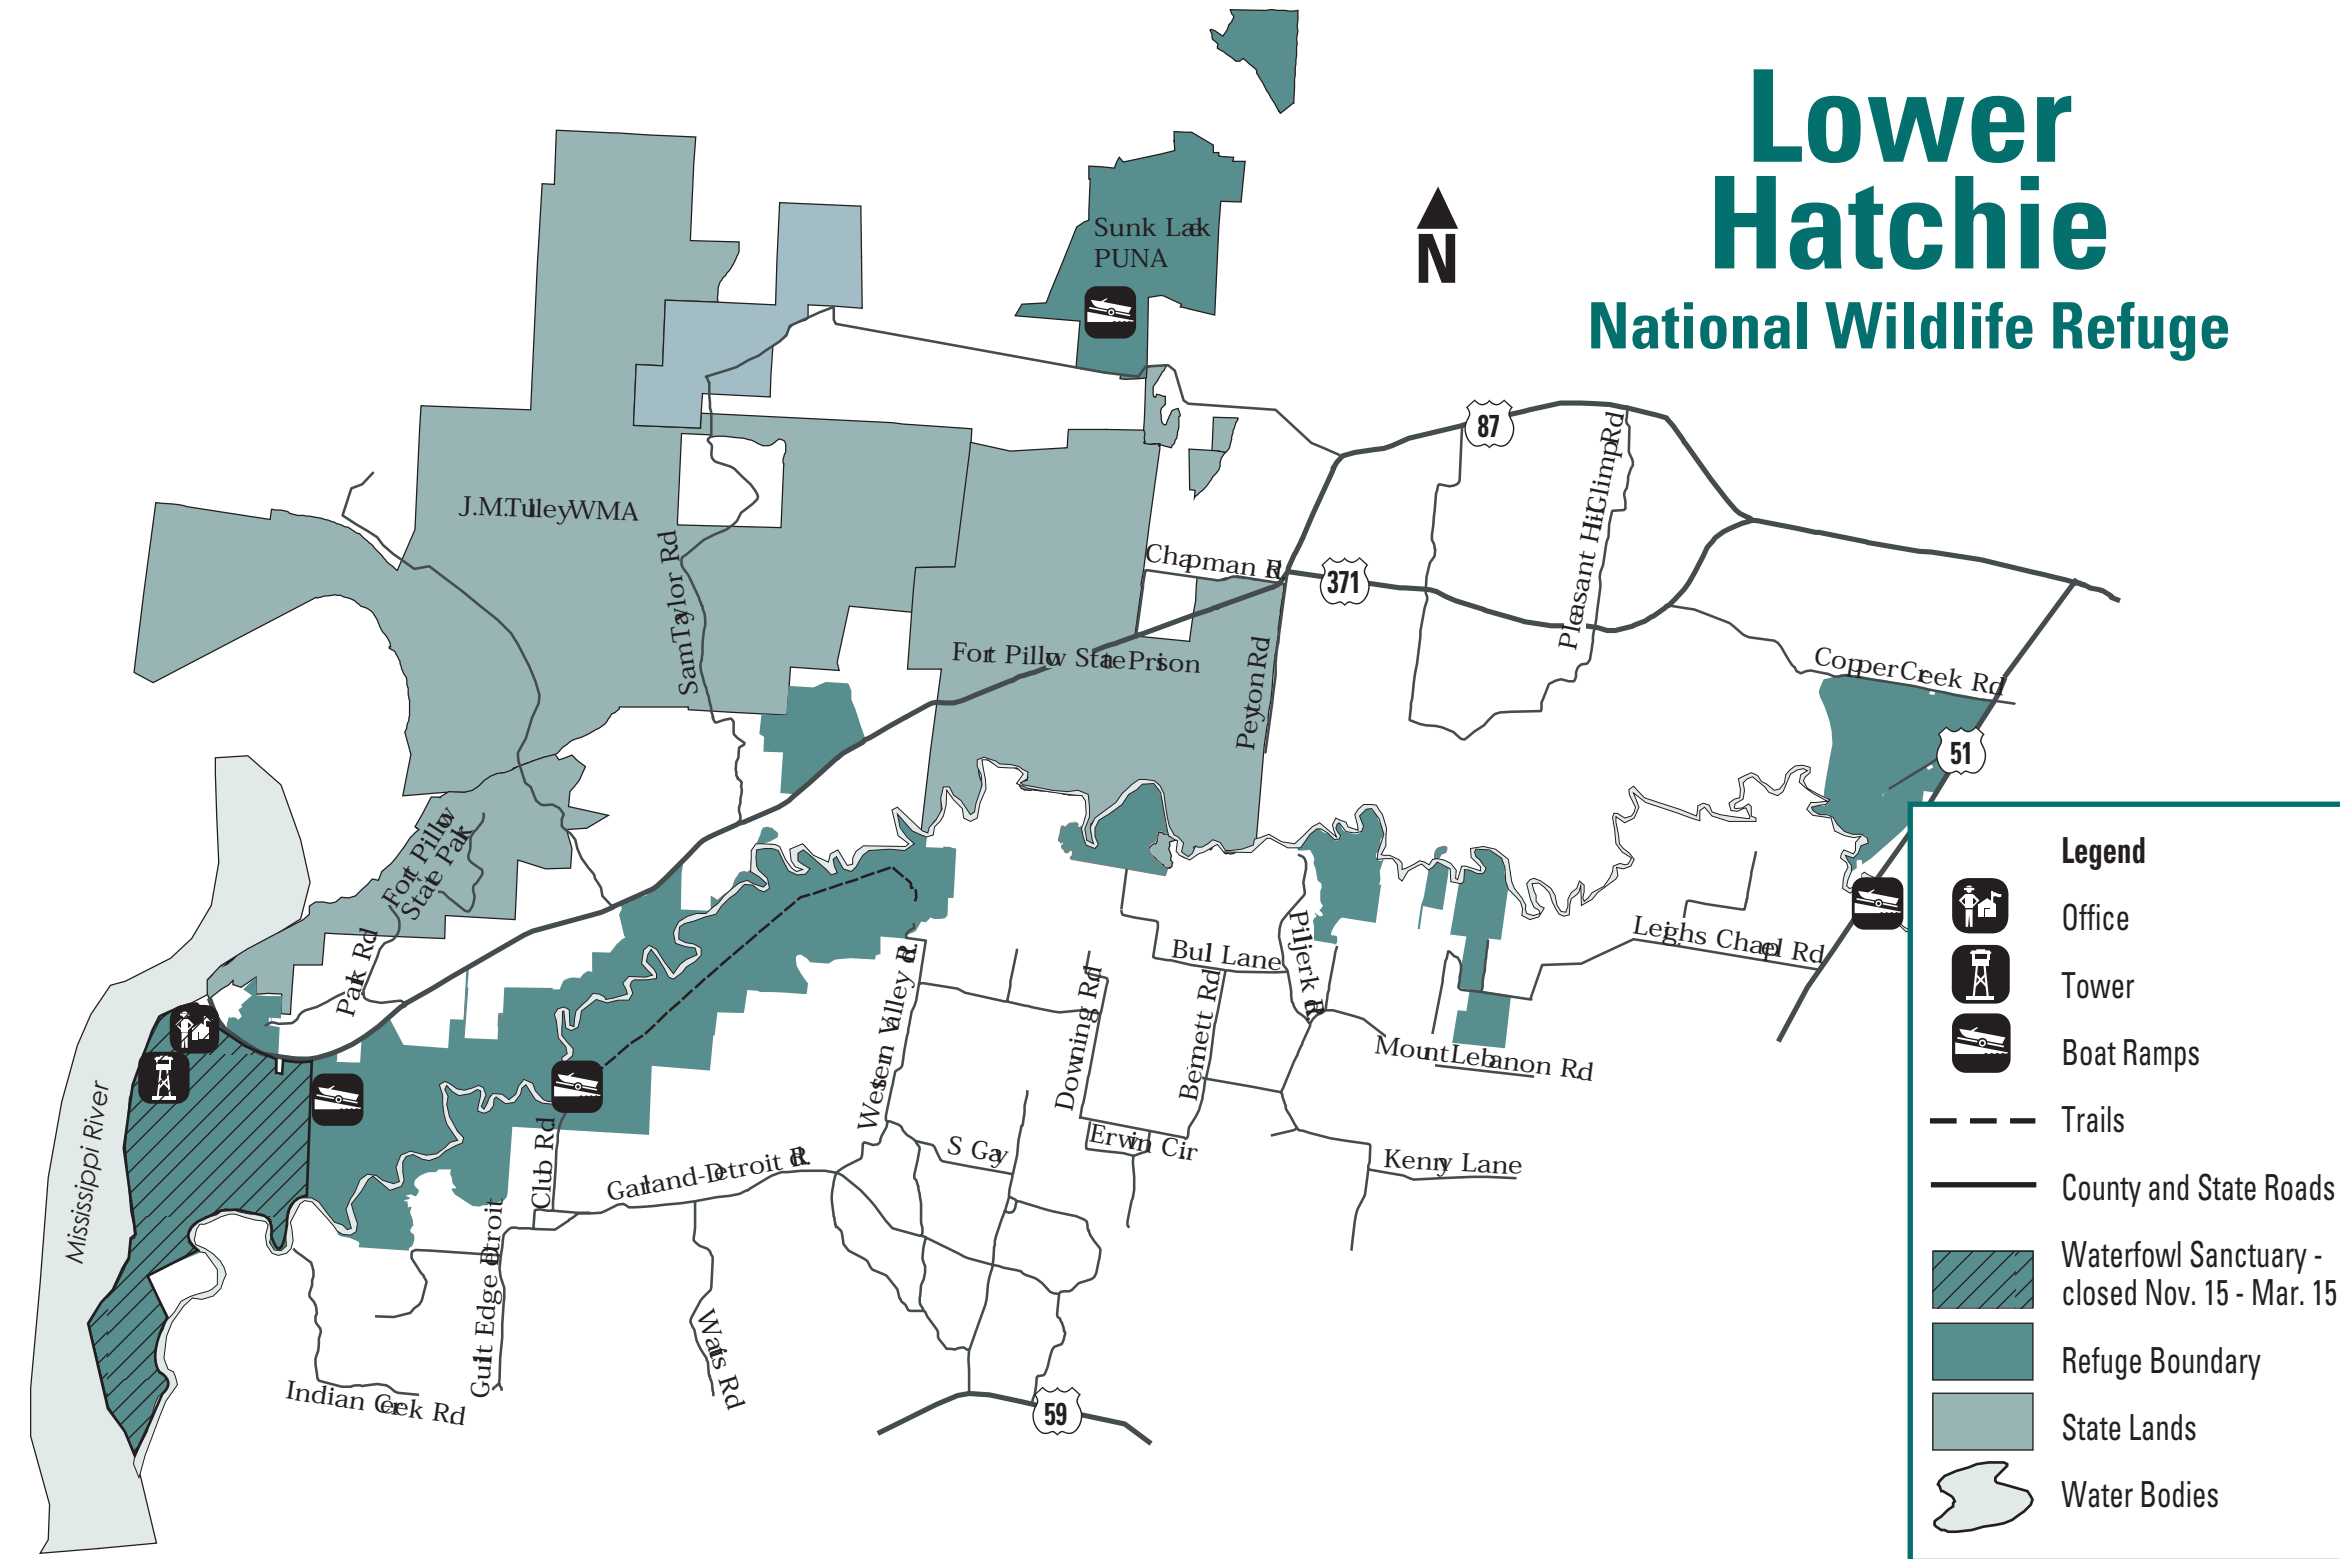 Lower
Hatchie
National Wildlife Refuge
N
Sunk Lake
PUNA
87
J.M. Tulley WMA
Sam Taylor Rd
Chapman Rd.
371
Pleasant Hi-Glimp Rd
Fort Pillow State Prison
Peyton Rd
Copper Creek Rd
51
Fort Pillow
State Park
Park Rd
Western Valley Rd.
Bul Lane
Piljerk Rd.
Leighs Chapel Rd
Downing Rd
Bennett Rd
Mount Lebanon Rd
Mississippi River
Club Rd
Garland-Detroit Rd.
S Gay
Erwin Cir
Kenny Lane
Guilt Edge Detroit
Watts Rd
Indian Creek Rd
59
Legend
Office
Tower
Boat Ramps
Trails
County and State Roads
Waterfowl Sanctuary -
closed Nov. 15 - Mar. 15
Refuge Boundary
State Lands
Water Bodies